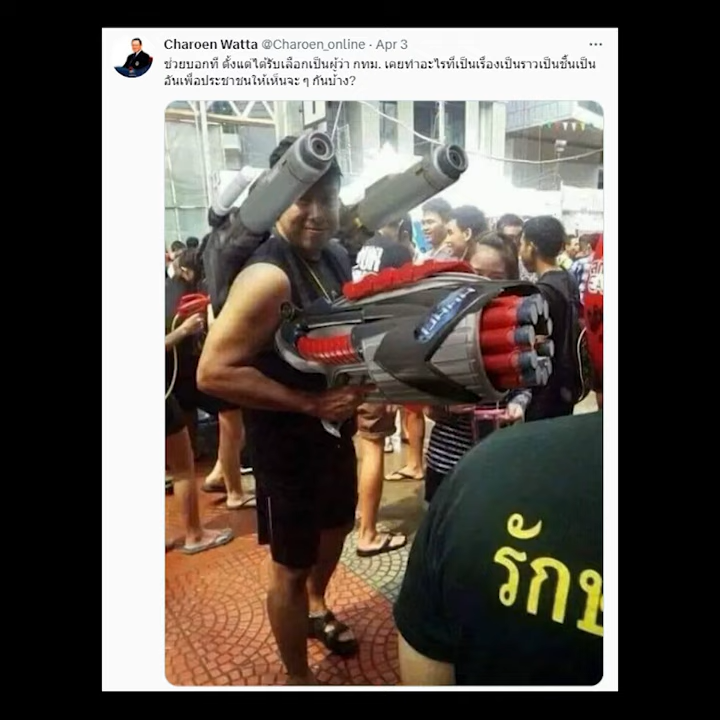 Charoen Watta @Charoen_online · Apr 3
ช่วยบอกที ตั้งแต่ได้รับเลือกเป็นผู้ว่า กทม. เคยทำอะไรที่เป็นเรื่องเป็นราวเป็นชิ้นเป็น
อันเพื่อประชาชนให้เห็นจะ ๆ กันบ้าง?
รักษ